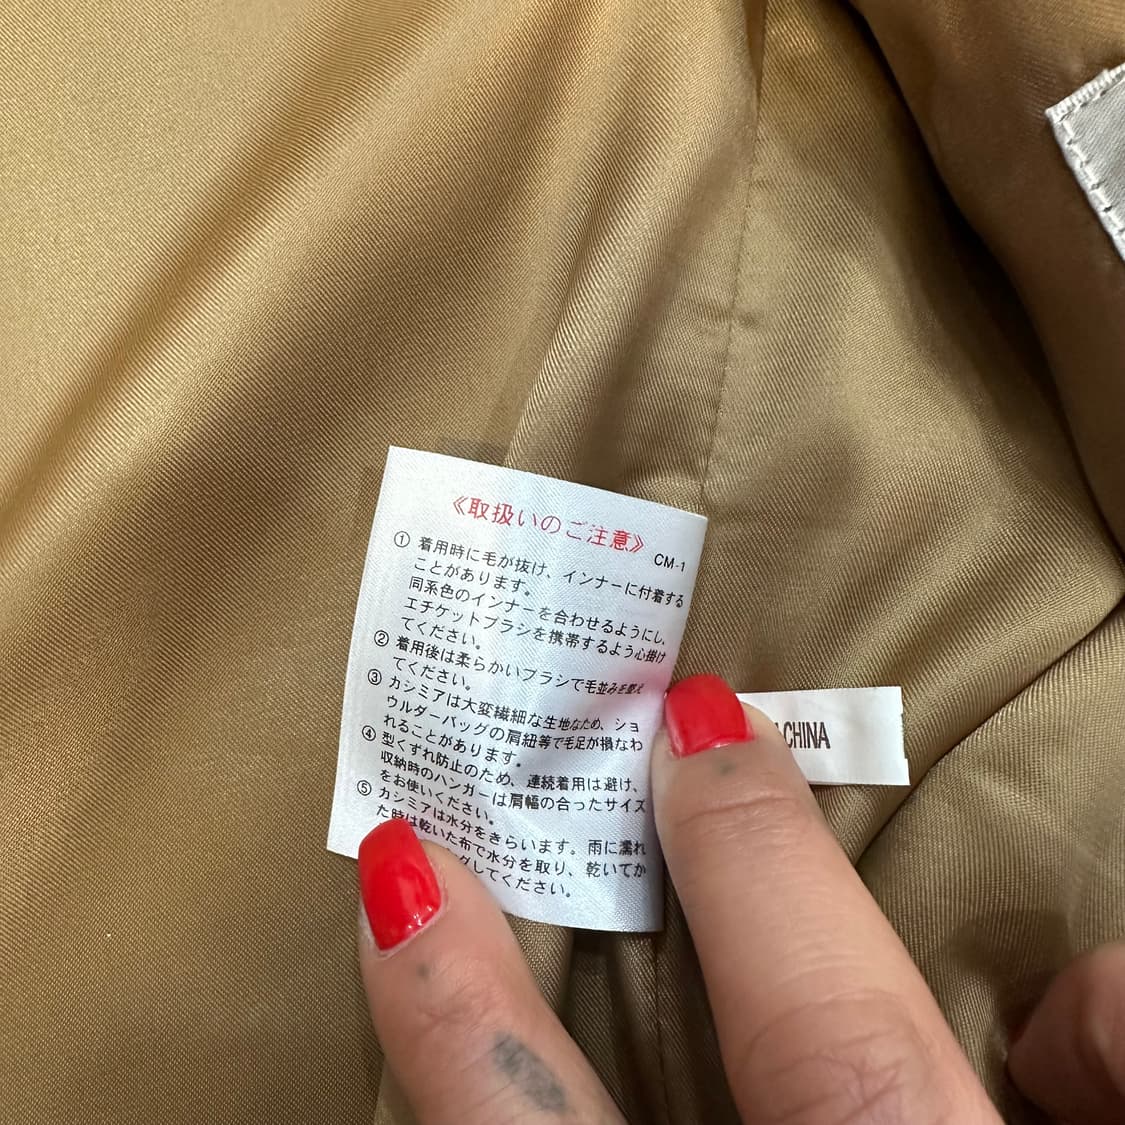 《取扱いのご注意》
CM-1
① 着用時に毛が抜け、インナーに付着する
ことがあります。
同系色のインナーを合わせるようにし、
エチケットブラシを携帯するよう心掛け
てください。
② 着用後は柔らかいブラシで毛並みを整え
てください。
③ カシミアは大変繊細な生地なため、ショ
ウルダーバッグの肩紐等で毛足が損なわ
れることがあります。
④ 型くずれ防止のため、連続着用は避け、
収納時のハンガーは肩幅の合ったサイズ
をお使いください。
⑤ カシミアは水分をきらいます。雨に濡れ
た時は乾いた布で水分を取り、乾いてか
グしてください。
CHINA